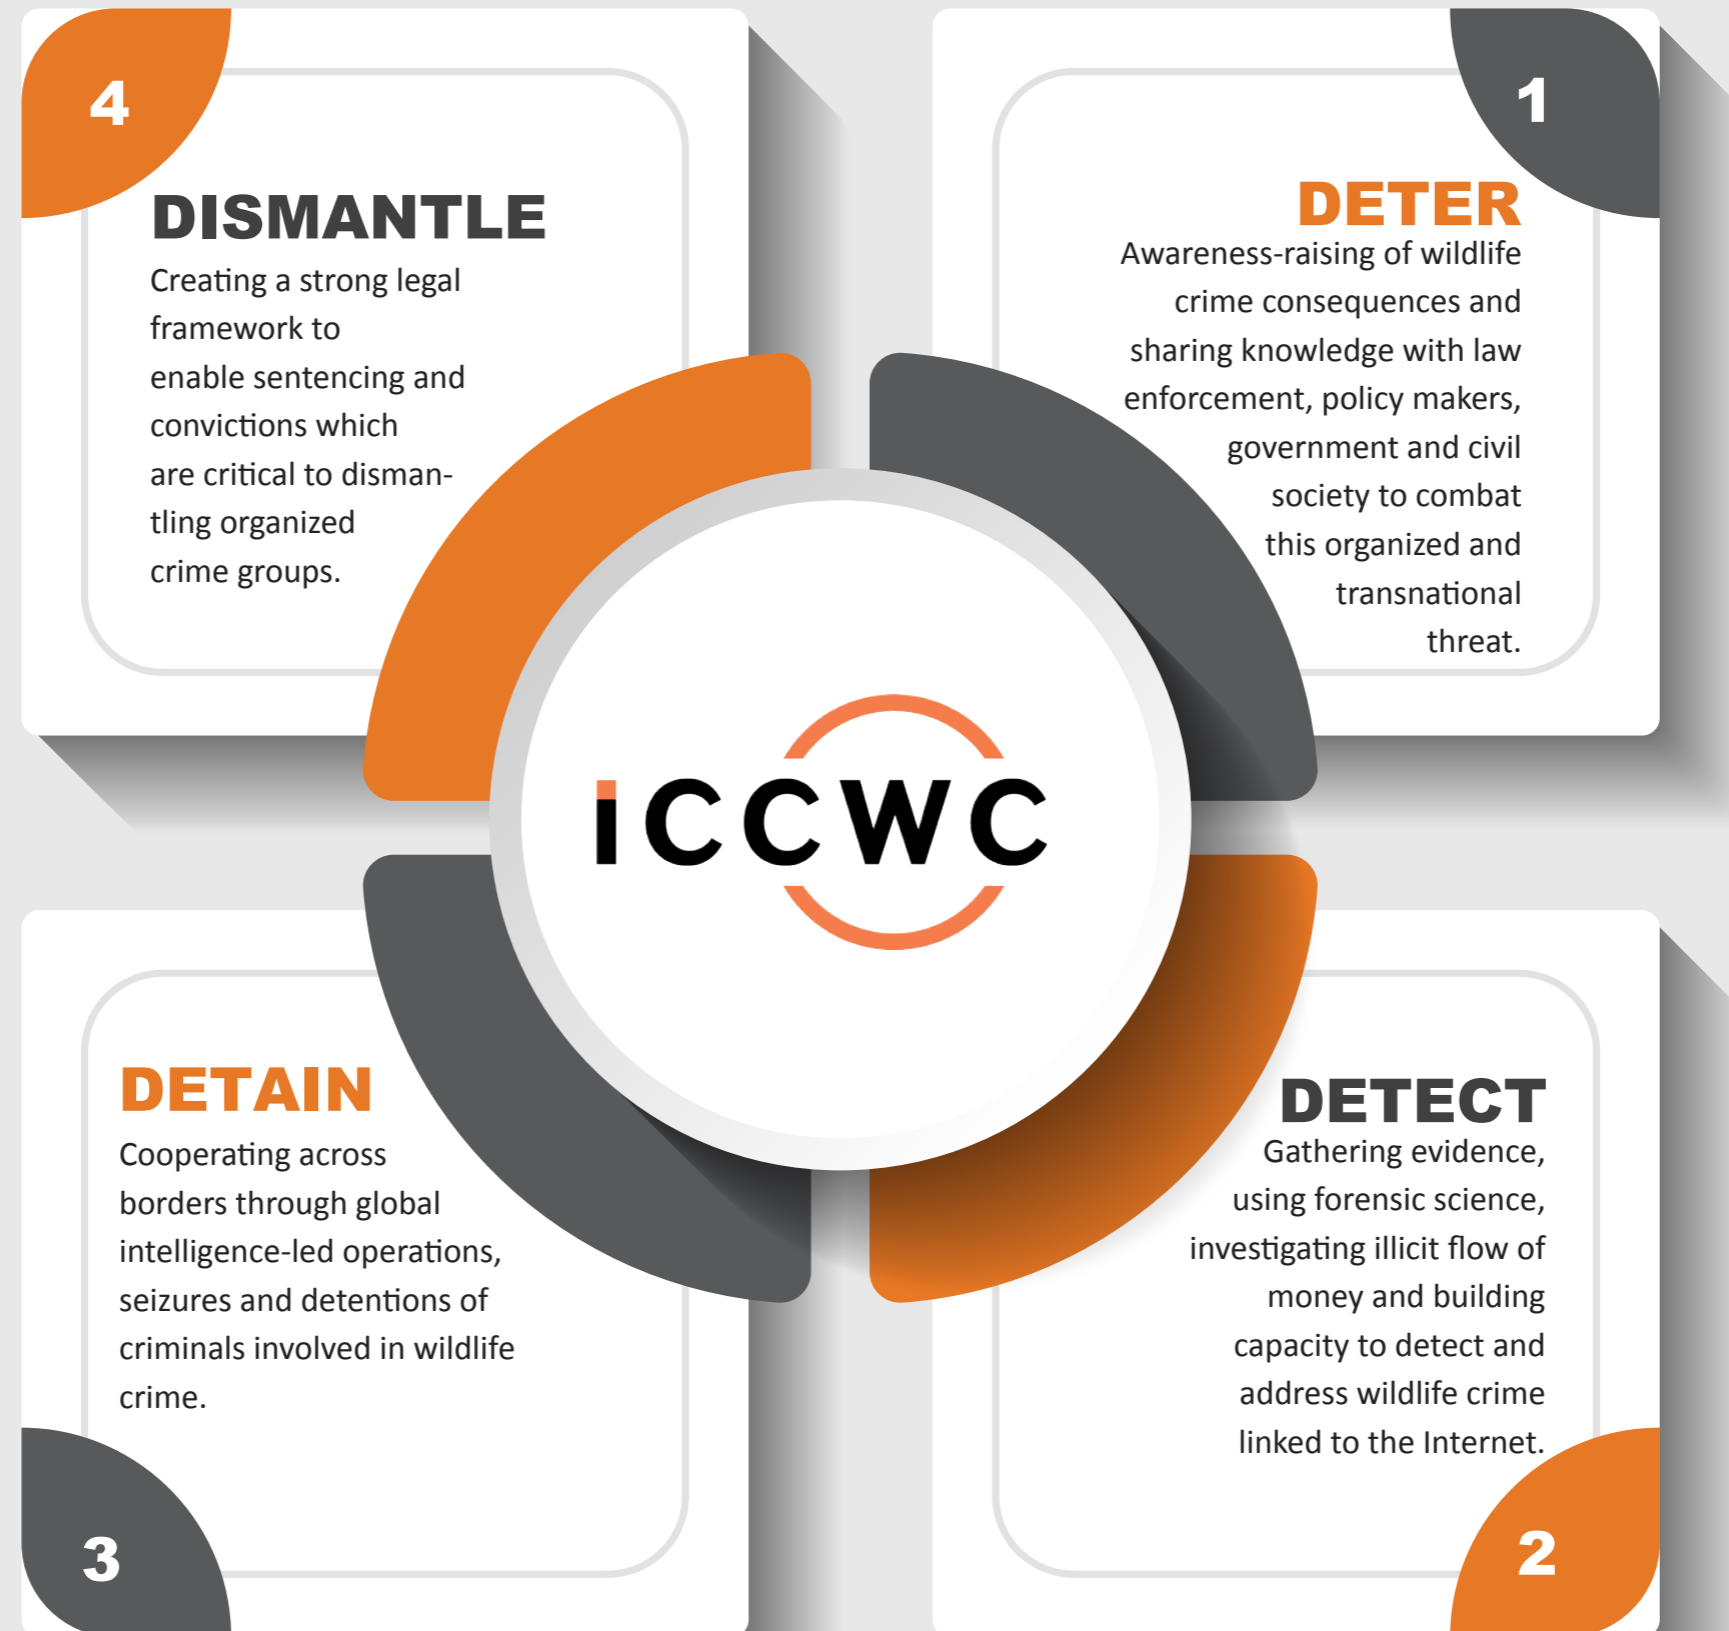 4
DISMANTLE
Creating a strong legal
framework to
enable sentencing and
convictions which
are critical to disman-
tling organized
crime groups.
1
DETER
Awareness-raising of wildlife
crime consequences and
sharing knowledge with law
enforcement, policy makers,
government and civil
society to combat
this organized and
transnational
threat.
ICCWC
DETAIN
Cooperating across
borders through global
intelligence-led operations,
seizures and detentions of
criminals involved in wildlife
crime.
3
DETECT
Gathering evidence,
using forensic science,
investigating illicit flow of
money and building
capacity to detect and
address wildlife crime
linked to the Internet.
2